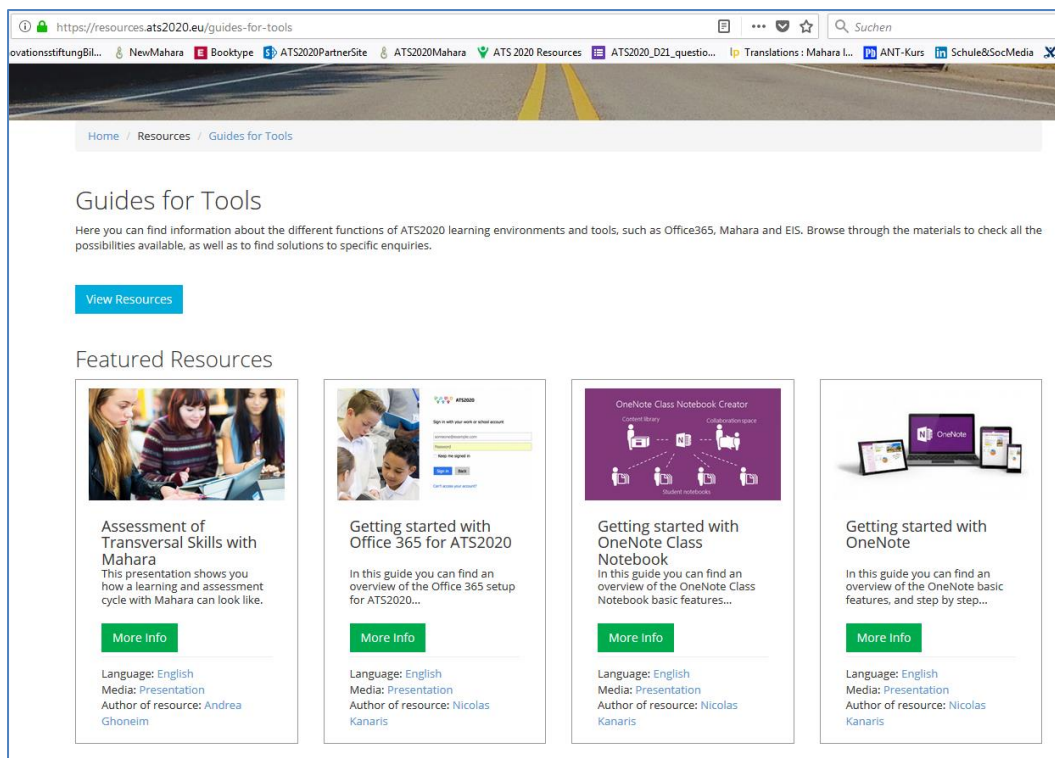 https://resources.ats2020.eu/guides-for-tools
Suchen
ovationsstiftungBil... NewMahara Booktype ATS2020PartnerSite ATS2020Mahara ATS 2020 Resources ATS2020_D21_questio... Translations : Mahara I... ANT-Kurs Schule&SocMedia
Home / Resources / Guides for Tools
Guides for Tools
Here you can find information about the different functions of ATS2020 learning environments and tools, such as Office365, Mahara and EIS. Browse through the materials to check all the
possibilities available, as well as to find solutions to specific enquiries.
View Resources
Featured Resources
ATS2020
Sign in with your work or school account
someone@example.com
Password
Keep me signed in
Sign in Back
Can't access your account?
OneNote Class Notebook Creator
Content library
Collaboration space
Student notebooks
OneNote
Assessment of
Transversal Skills with
Mahara
This presentation shows you
how a learning and assessment
cycle with Mahara can look like.
More Info
Language: English
Media: Presentation
Author of resource: Andrea
Ghoneim
Getting started with
Office 365 for ATS2020
In this guide you can find an
overview of the Office 365 setup
for ATS2020...
More Info
Language: English
Media: Presentation
Author of resource: Nicolas
Kanaris
Getting started with
OneNote Class
Notebook
In this guide you can find an
overview of the OneNote Class
Notebook basic features...
More Info
Language: English
Media: Presentation
Author of resource: Nicolas
Kanaris
Getting started with
OneNote
In this guide you can find an
overview of the OneNote basic
features, and step by step...
More Info
Language: English
Media: Presentation
Author of resource: Nicolas
Kanaris